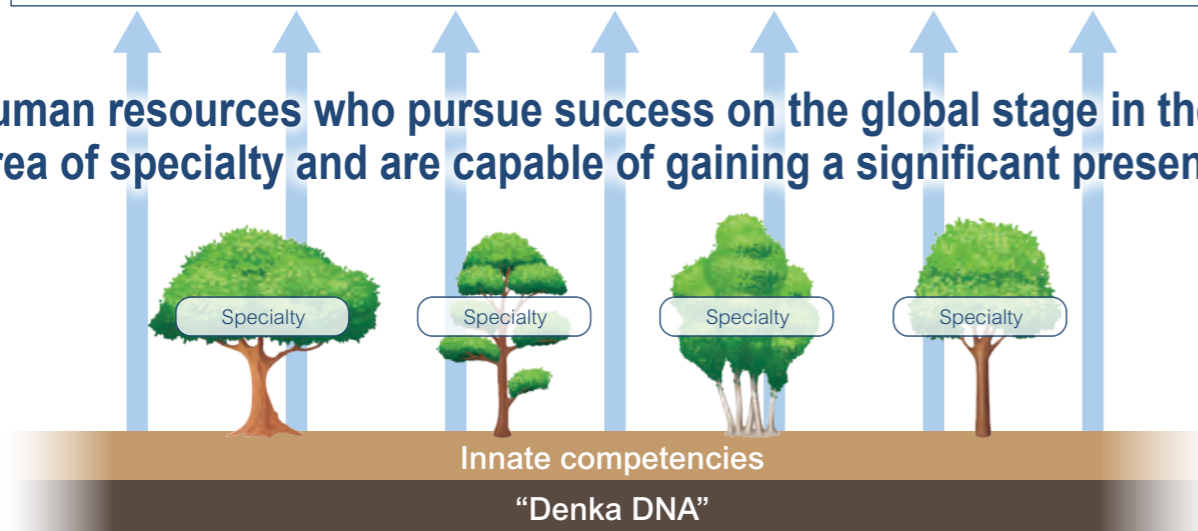 uman resources who pursue success on the global stage in the
rea of specialty and are capable of gaining a significant presen
Specialty
Specialty
Specialty
Specialty
Innate competencies
“Denka DNA”